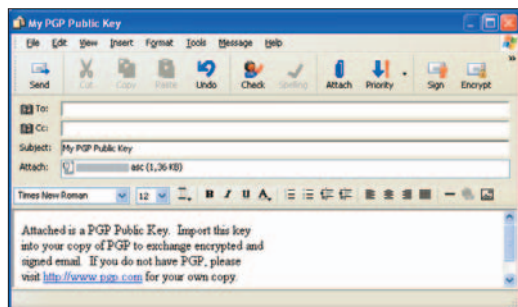 My PGP Public Key
File Edit View Insert Format Tools Message Help
Send Cut Copy Paste Undo Check Spelling Attach Priority Sign Encrypt
To:
Cc:
Subject: My PGP Public Key
Attach: asc (1,36 KB)
Times New Roman 12 B I U A
Attached is a PGP Public Key. Import this key
into your copy of PGP to exchange encrypted and
signed email. If you do not have PGP, please
visit http://www.pgp.com for your own copy.